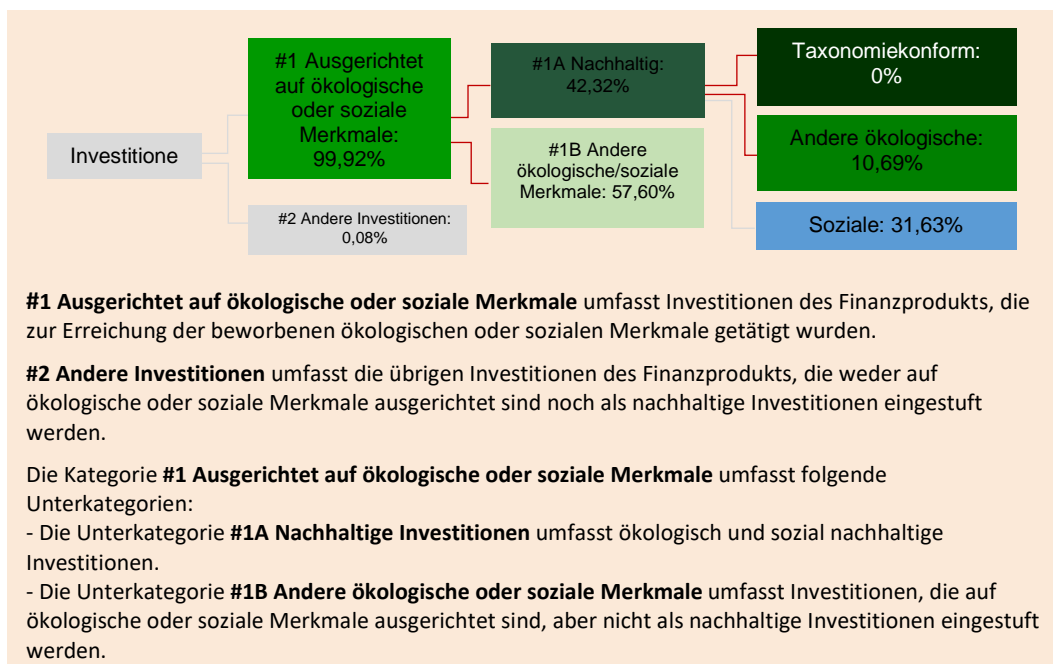 Investitione
#1 Ausgerichtet
auf ökologische
oder soziale
Merkmale:
99,92%
#2 Andere Investitionen:
0,08%
#1A Nachhaltig:
42,32%
#1B Andere
ökologische/soziale
Merkmale: 57,60%
Taxonomiekonform:
0%
Andere ökologische:
10,69%
Soziale: 31,63%
#1 Ausgerichtet auf ökologische oder soziale Merkmale umfasst Investitionen des Finanzprodukts, die
zur Erreichung der beworbenen ökologischen oder sozialen Merkmale getätigt wurden.
#2 Andere Investitionen umfasst die übrigen Investitionen des Finanzprodukts, die weder auf
ökologische oder soziale Merkmale ausgerichtet sind noch als nachhaltige Investitionen eingestuft
werden.
Die Kategorie #1 Ausgerichtet auf ökologische oder soziale Merkmale umfasst folgende
Unterkategorien:
- Die Unterkategorie #1A Nachhaltige Investitionen umfasst ökologisch und sozial nachhaltige
Investitionen.
- Die Unterkategorie #1B Andere ökologische oder soziale Merkmale umfasst Investitionen, die auf
ökologische oder soziale Merkmale ausgerichtet sind, aber nicht als nachhaltige Investitionen eingestuft
werden.